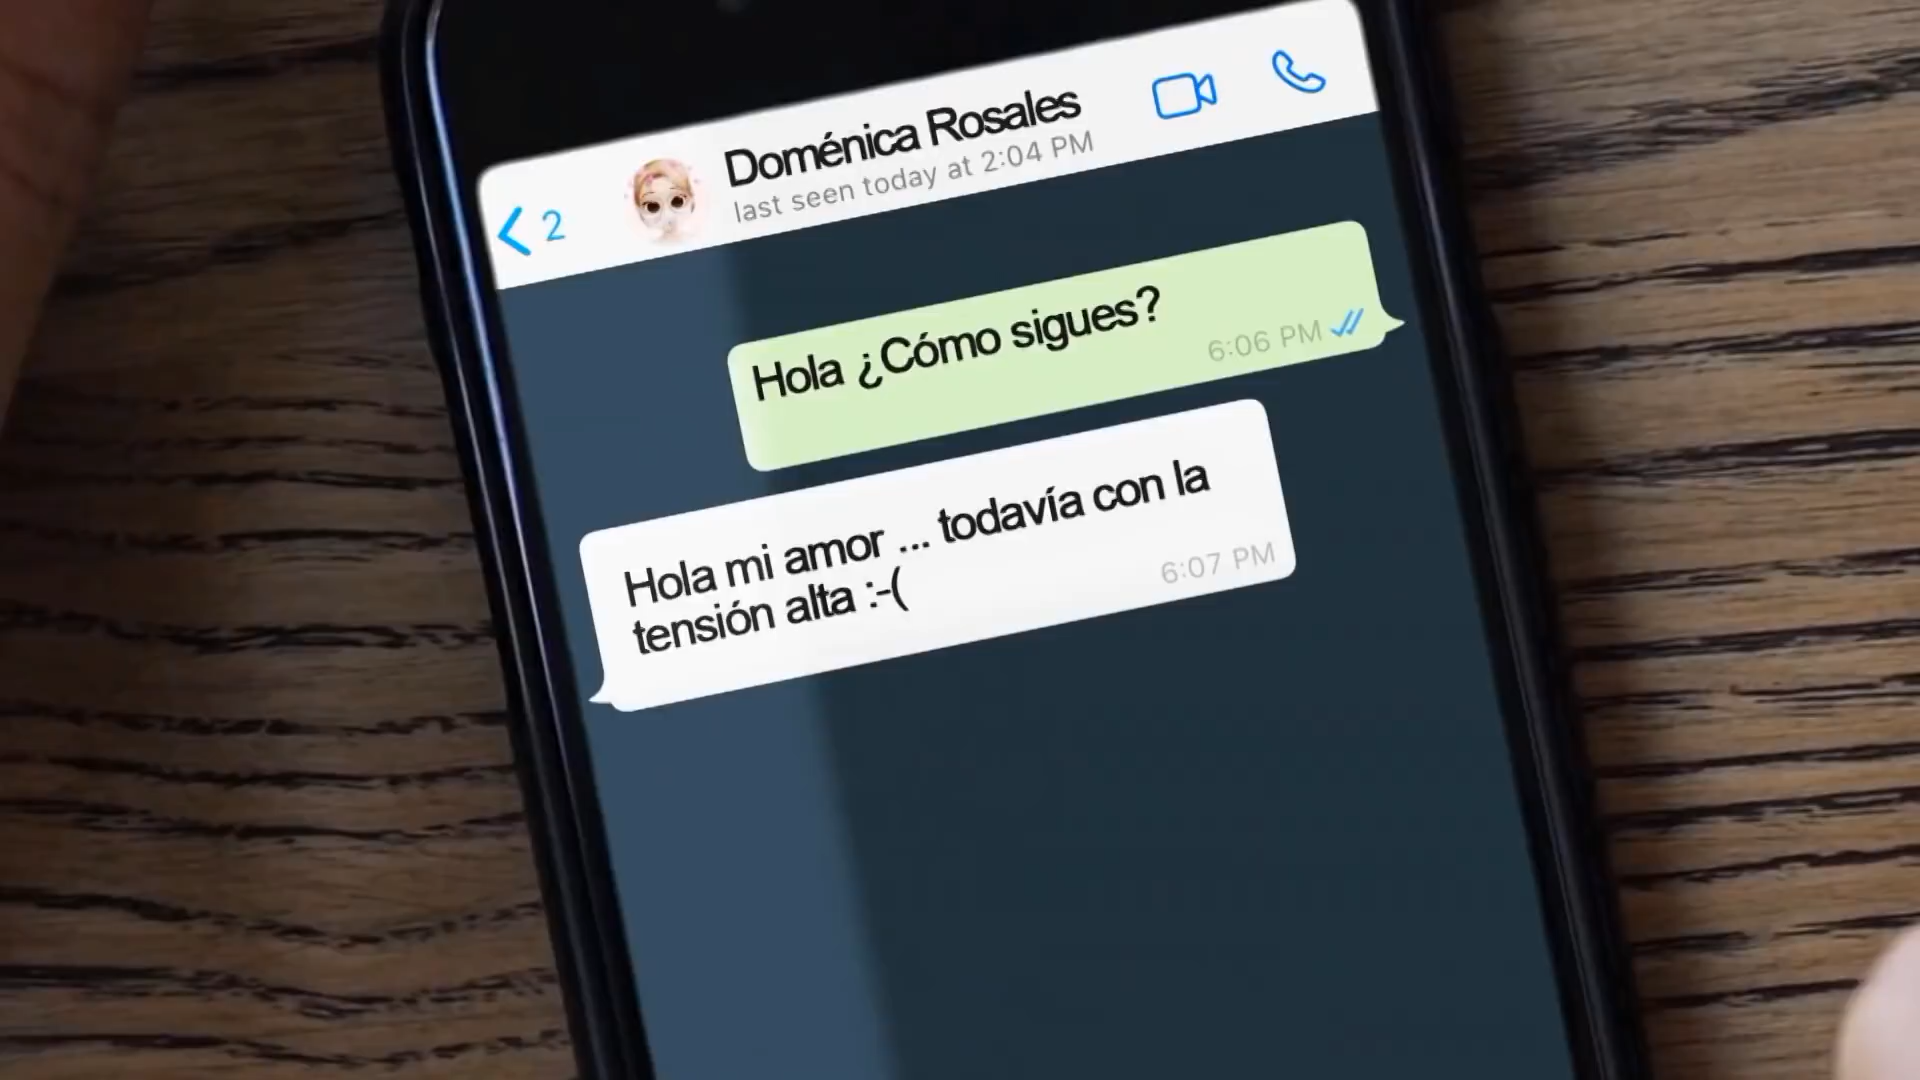 Doménica Rosales
last seen today at 2:04 PM
2
Hola ¿Cómo sigues?
6:06 PM
Hola mi amor ... todavía con la
tensión alta :-(
6:07 PM